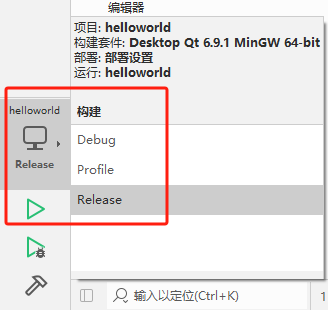 编辑器
项目: helloworld
构建套件: Desktop Qt 6.9.1 MinGW 64-bit
部署: 部署设置
运行: helloworld
helloworld
构建
Debug
Profile
Release
Release
输入以定位(Ctrl+K)
1